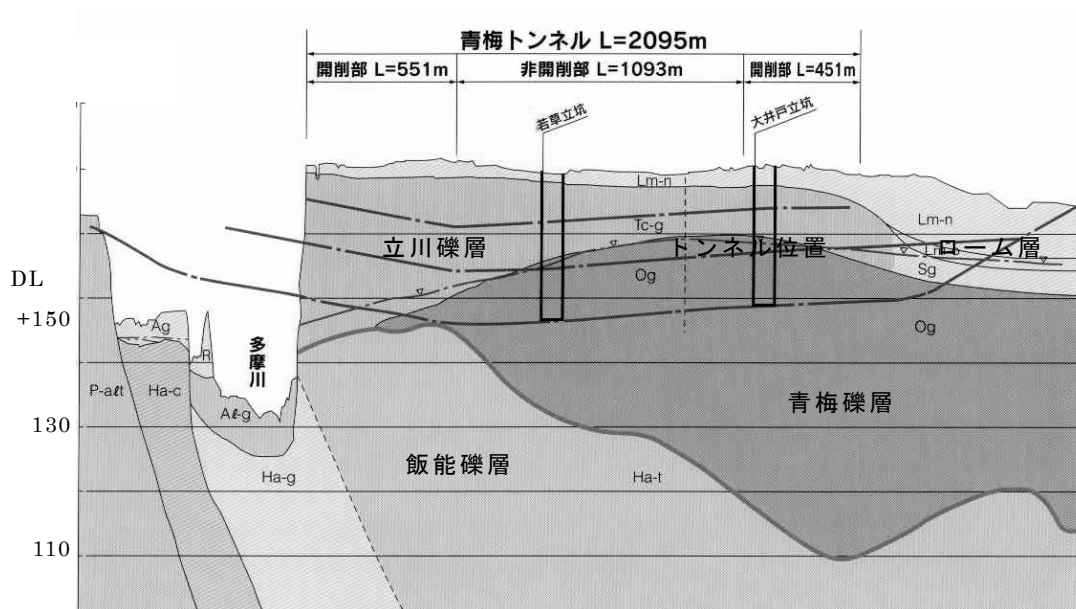 青梅トンネル L=2095m
開削部 L=551m
非開削部 L=1093m
開削部 L=451m
若草立坑
大井戸立坑
Lm-n
Tc-g
Lm-n
立川礫層
トンネル位置
ローム層
DL
Og
Sg
+150
Ag
Og
R
多摩川
P-alt
Ha-c
青梅礫層
Aℓ-g
130
飯能礫層
Ha-g
Ha-t
110